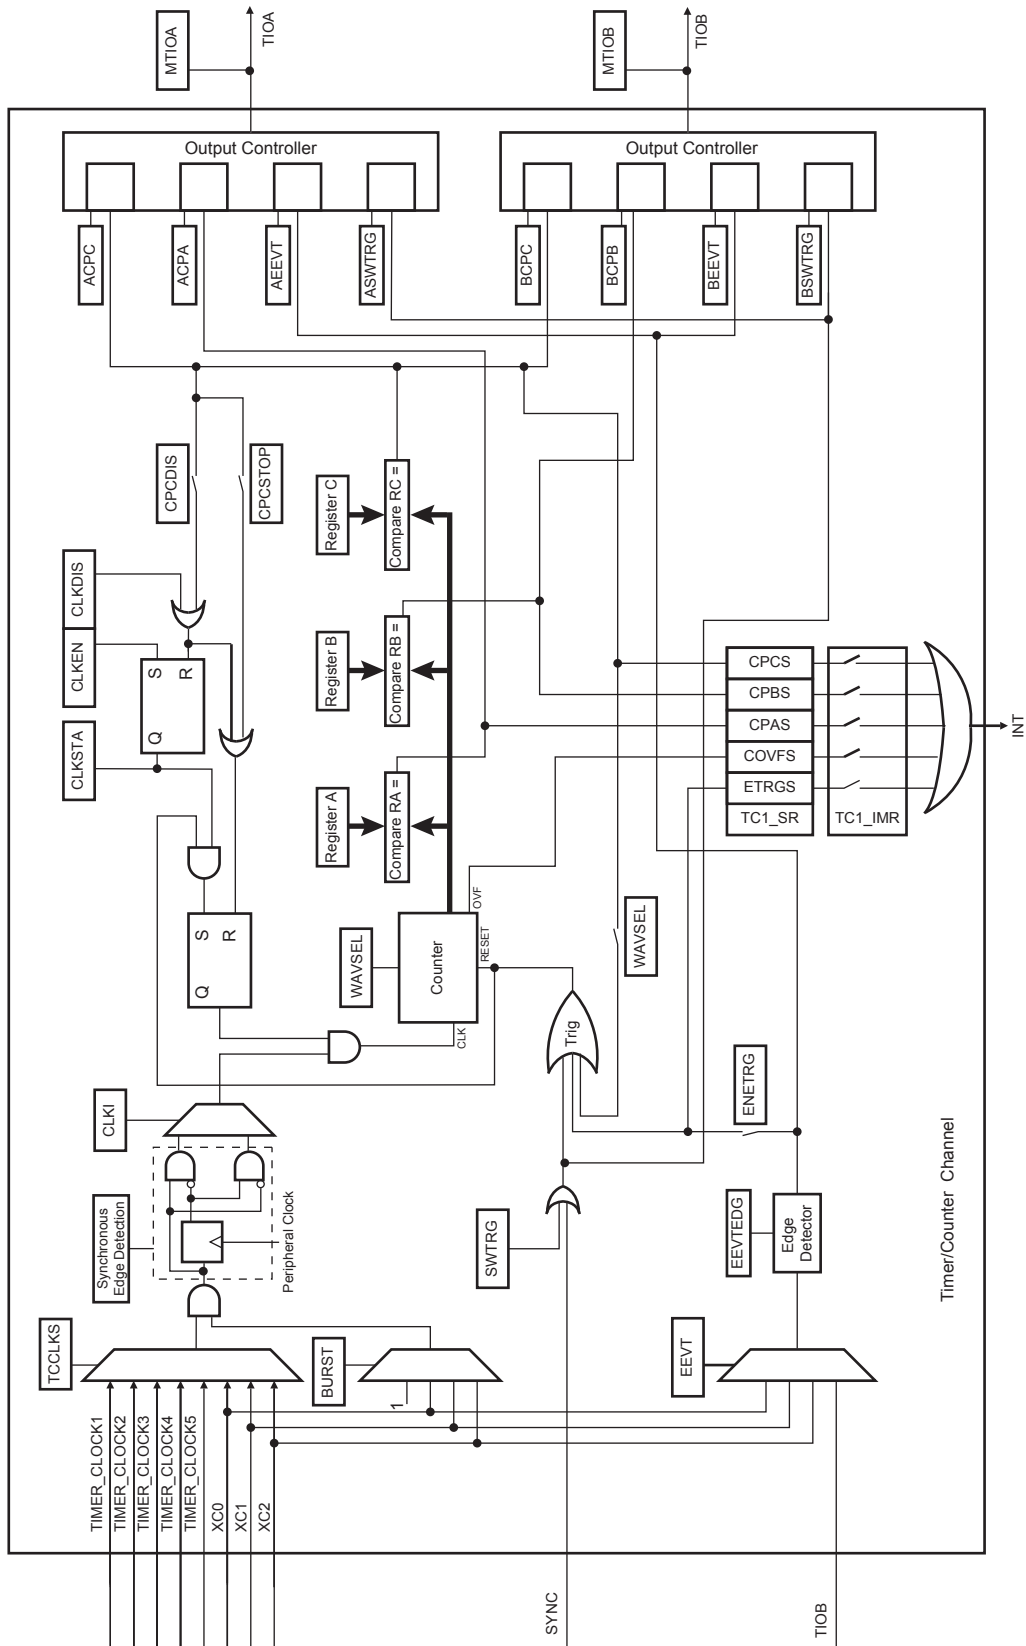 MTIOA
TIOA
MTIOB
TIOB
Output Controller
Output Controller
ACPC
ACPA
AEEVT
ASWTRG
BCPC
BCPB
BEEVT
BSWTRG
CPCDIS
CPCSTOP
CLKDIS
CLKEN
CLKSTA
S
R
Q
Register C
Compare RC =
Register B
Compare RB =
Register A
Compare RA =
CPCS
CPBS
CPAS
COVFS
ETRGS
TC1_SR
TC1_IMR
INT
S
R
Q
WAVSEL
Counter
OVF
RESET
CLK
WAVSEL
Trig
ENETRG
CLKI
Synchronous
Edge Detection
Peripheral Clock
SWTRG
EEVTEDG
Edge
Detector
Timer/Counter Channel
TCCLKS
BURST
1
EEVT
TIMER_CLOCK1
TIMER_CLOCK2
TIMER_CLOCK3
TIMER_CLOCK4
TIMER_CLOCK5
XC0
XC1
XC2
SYNC
TIOB